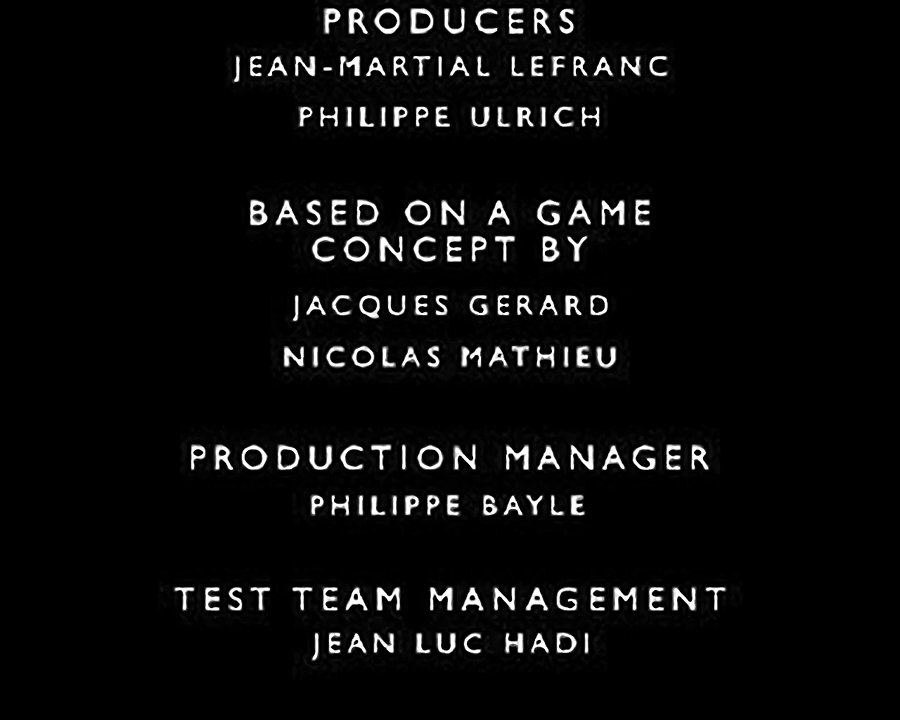 PRODUCERS
JEAN-MARTIAL LEFRANC
PHILIPPE ULRICH
BASED ON A GAME
CONCEPT BY
JACQUES GERARD
NICOLAS MATHIEU
PRODUCTION MANAGER
PHILIPPE BAYLE
TEST TEAM MANAGEMENT
JEAN LUC HADI